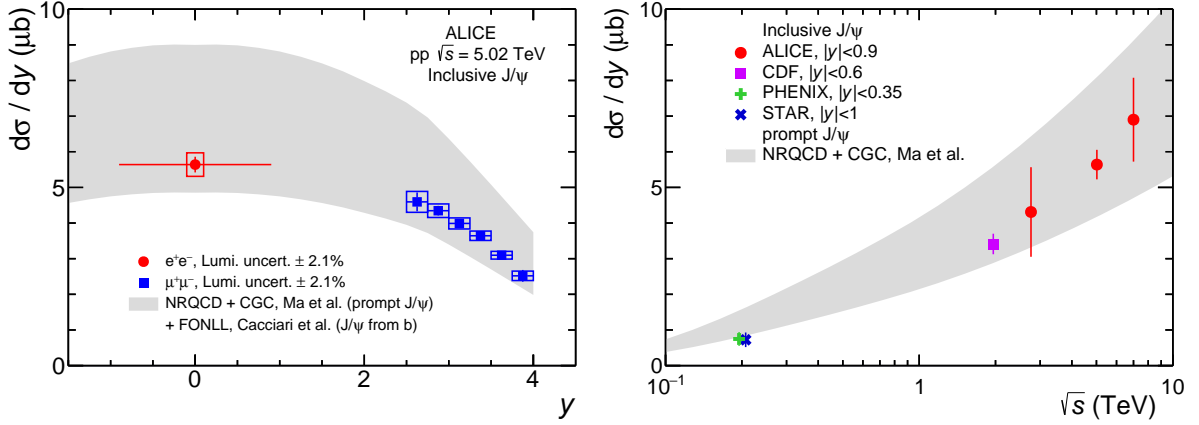 dσ / dy (μb)
10
5
0
ALICE
pp √s = 5.02 TeV
Inclusive J/ψ
e⁺e⁻, Lumi. uncert. ± 2.1%
μ⁺μ⁻, Lumi. uncert. ± 2.1%
NRQCD + CGC, Ma et al. (prompt J/ψ)
+ FONLL, Cacciari et al. (J/ψ from b)
0
2
4
y
dσ / dy (μb)
10
5
0
Inclusive J/ψ
ALICE, |y|<0.9
CDF, |y|<0.6
PHENIX, |y|<0.35
STAR, |y|<1
prompt J/ψ
NRQCD + CGC, Ma et al.
10⁻¹
1
10
√s (TeV)